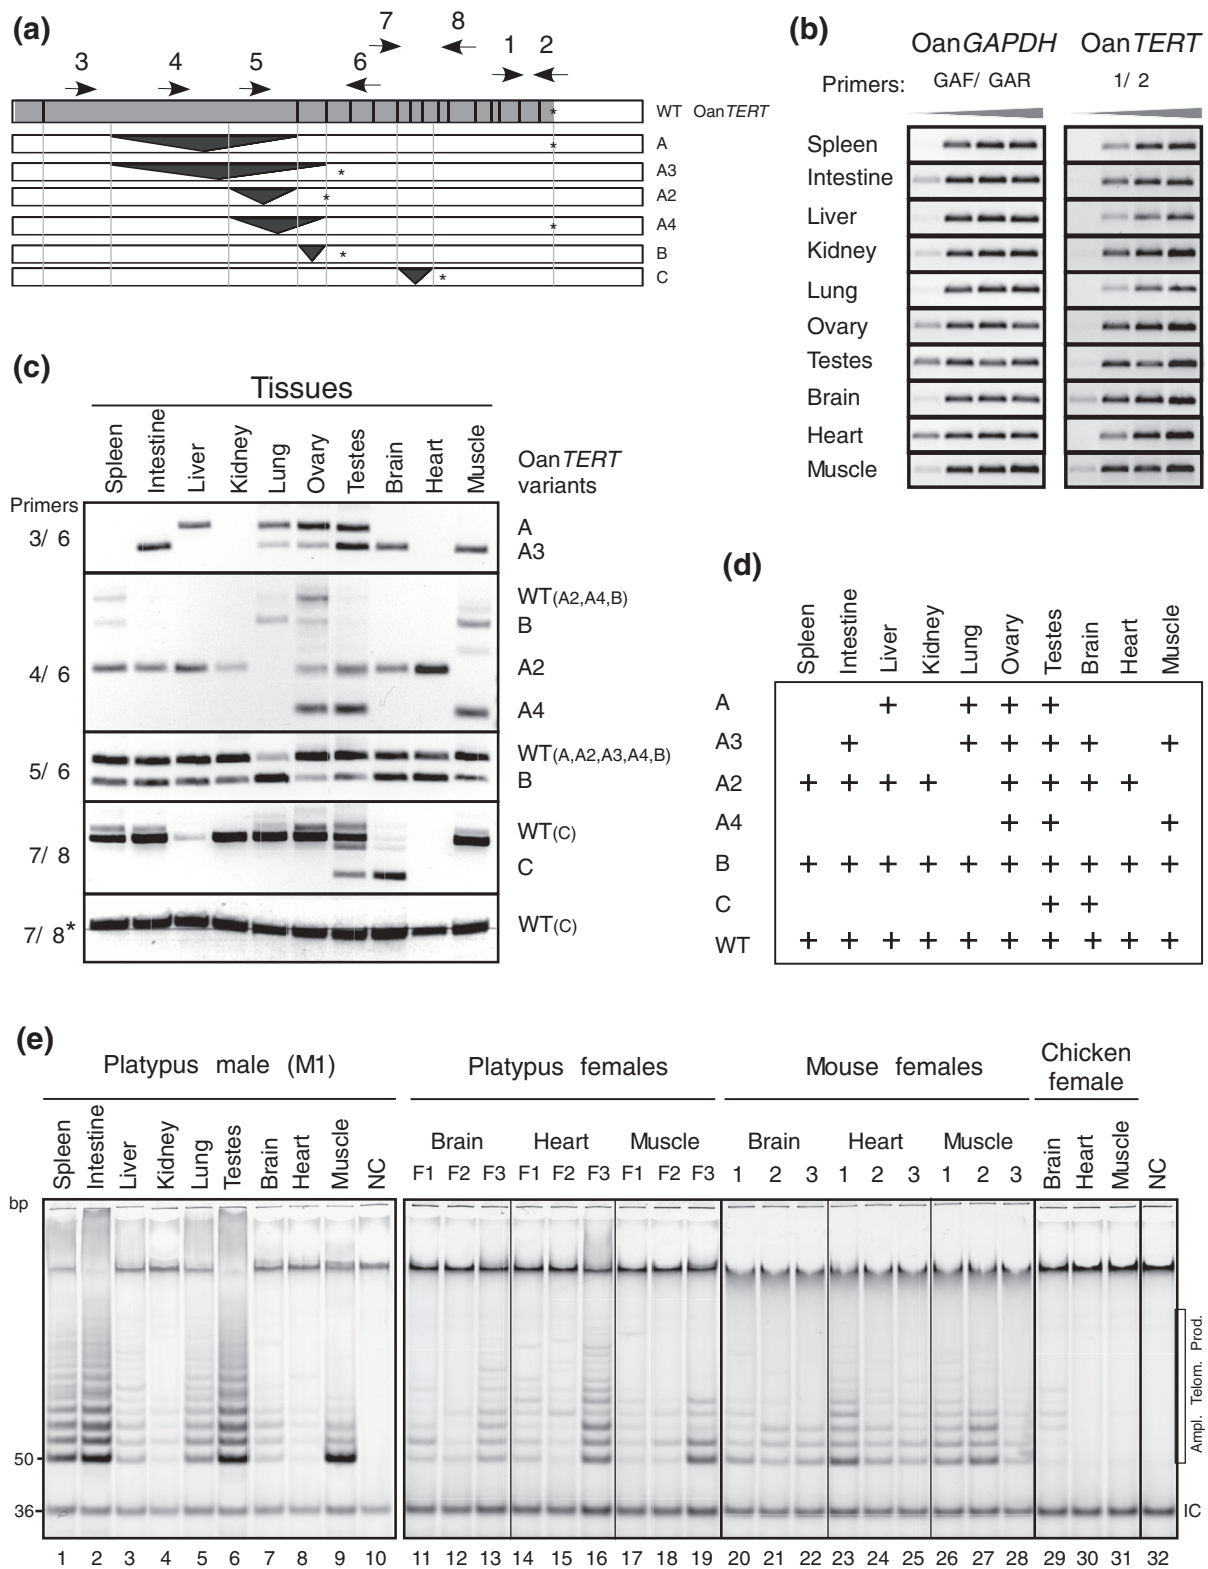 (a)
7 8
3 4 5 6 1 2
* WT OanTERT
* A
* A3
* A2
* A4
* B
* C
(b)
OanGAPDH OanTERT
Primers: GAF/ GAR 1/ 2
Spleen
Intestine
Liver
Kidney
Lung
Ovary
Testes
Brain
Heart
Muscle
(c)
Tissues
Spleen Intestine Liver Kidney Lung Ovary Testes Brain Heart Muscle
OanTERT
variants
Primers
3/ 6
A
A3
4/ 6
WT(A2,A4,B)
B
A2
A4
5/ 6
WT(A,A2,A3,A4,B)
B
7/ 8
WT(C)
C
7/ 8*
WT(C)
(d)
Spleen Intestine Liver Kidney Lung Ovary Testes Brain Heart Muscle
A + + + +
A3 + + + + + +
A2 + + + + + + + +
A4 + + +
B + + + + + + + + + +
C + +
WT + + + + + + + + + +
(e)
Platypus male (M1)
Spleen Intestine Liver Kidney Lung Testes Brain Heart Muscle NC
Platypus females
Brain Heart Muscle
F1 F2 F3 F1 F2 F3 F1 F2 F3
Mouse females
Brain Heart Muscle
1 2 3 1 2 3 1 2 3
Chicken
female
Brain Heart Muscle NC
bp
50
36
Ampl. Telom. Prod.
IC
1 2 3 4 5 6 7 8 9 10 11 12 13 14 15 16 17 18 19 20 21 22 23 24 25 26 27 28 29 30 31 32